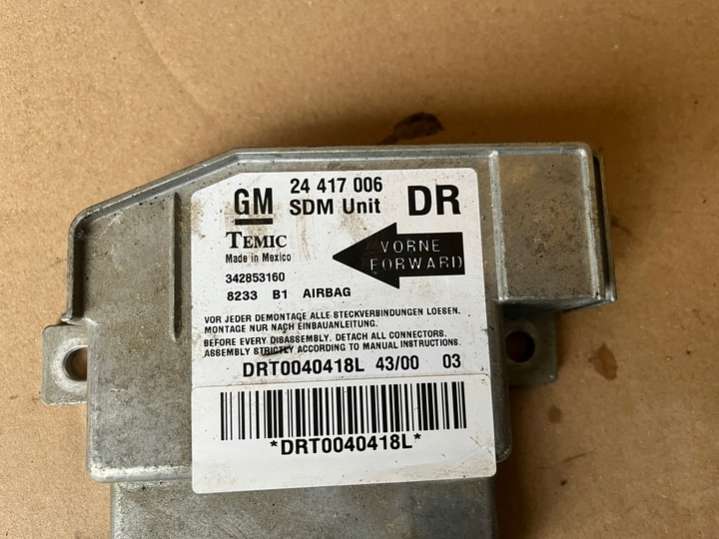 GM 24 417 006 DR
SDM Unit
TEMIC
Made in Mexico
VORNE
FORWARD
342853160
8233 B1 AIRBAG
VOR JEDER DEMONTAGE ALLE STECKVERBINDUNGEN LOESEN.
MONTAGE NUR NACH EINBAUANLEITUNG.
BEFORE EVERY DISASSEMBLY, DETACH ALL CONNECTORS.
ASSEMBLY STRICTLY ACCORDING TO MANUAL INSTRUCTIONS.
DRT0040418L 43/00 03
*DRT0040418L*